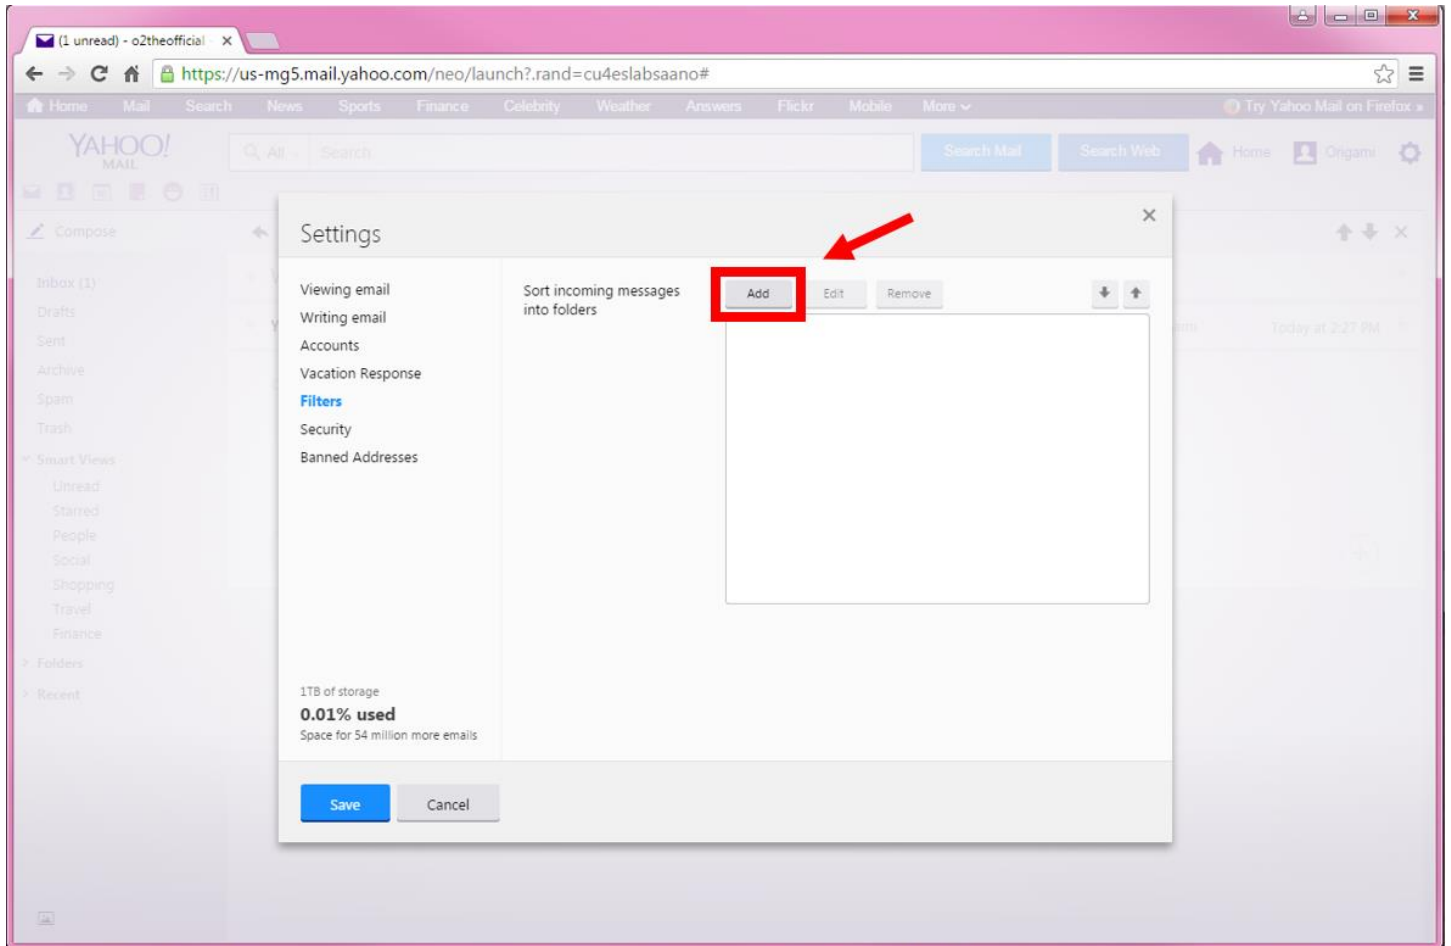 (1 unread) - o2theofficial
https://us-mg5.mail.yahoo.com/neo/launch?.rand=cu4eslabsaano#
Home Mail Search News Sports Finance Celebrity Weather Answers Flickr Mobile More Try Yahoo Mail on Firefox »
YAHOO!
MAIL
All Search Search Mail Search Web Home Origami
Compose
Settings
Inbox (1)
Drafts
Sent
Archive
Spam
Trash
Smart Views
Unread
Starred
People
Social
Shopping
Travel
Finance
Folders
Recent
Viewing email
Writing email
Accounts
Vacation Response
Filters
Security
Banned Addresses
Sort incoming messages
into folders
Add Edit Remove
Today at 2:27 PM
1TB of storage
0.01% used
Space for 54 million more emails
Save Cancel